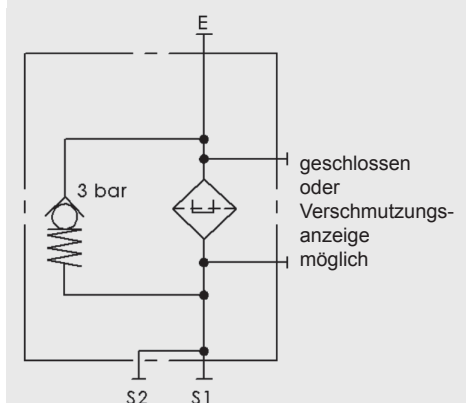 E
3 bar
geschlossen
oder
Verschmutzungs-
anzeige
möglich
S2 S1